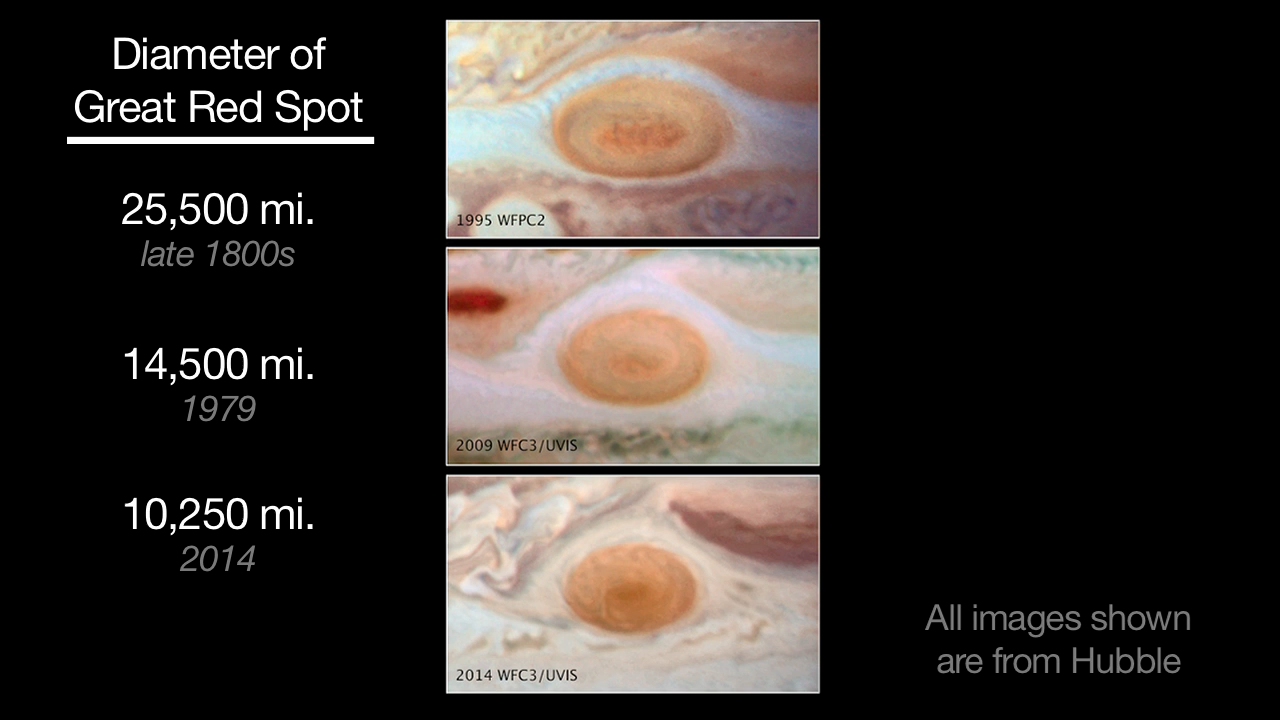 Diameter of
Great Red Spot
25,500 mi.
late 1800s
14,500 mi.
1979
10,250 mi.
2014
1995 WFPC2
2009 WFC3/UVIS
2014 WFC3/UVIS
All images shown
are from Hubble